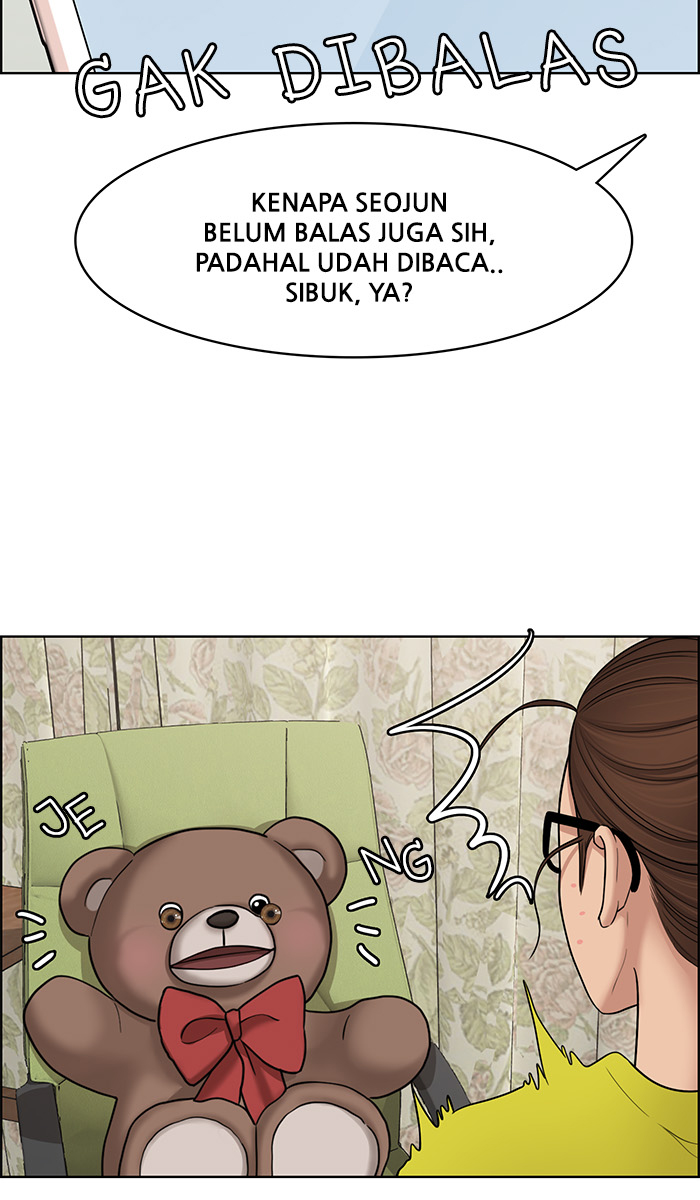 GAK DIBALAS
KENAPA SEOJUN
BELUM BALAS JUGA SIH,
PADAHAL UDAH DIBACA..
SIBUK, YA?
JE
NG